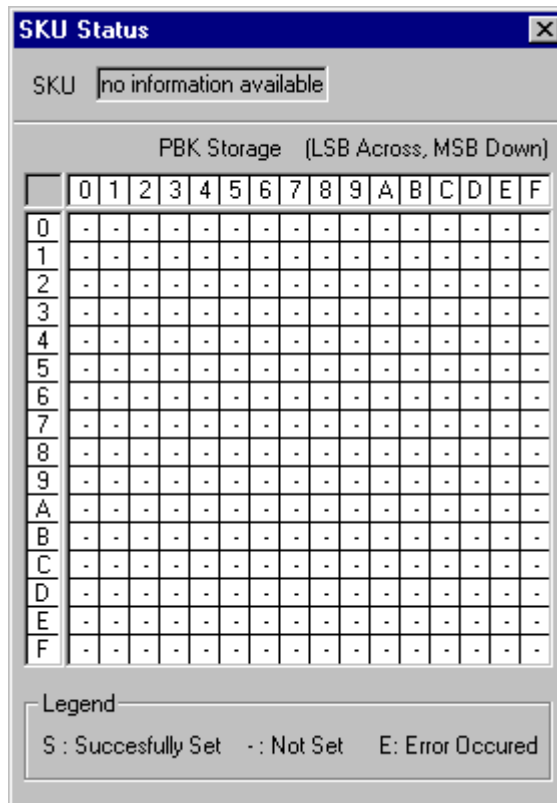 SKU Status
SKU no information available
PBK Storage (LSB Across, MSB Down)
0 1 2 3 4 5 6 7 8 9 A B C D E F
0 - - - - - - - - - - - - - - - -
1 - - - - - - - - - - - - - - - -
2 - - - - - - - - - - - - - - - -
3 - - - - - - - - - - - - - - - -
4 - - - - - - - - - - - - - - - -
5 - - - - - - - - - - - - - - - -
6 - - - - - - - - - - - - - - - -
7 - - - - - - - - - - - - - - - -
8 - - - - - - - - - - - - - - - -
9 - - - - - - - - - - - - - - - -
A - - - - - - - - - - - - - - - -
B - - - - - - - - - - - - - - - -
C - - - - - - - - - - - - - - - -
D - - - - - - - - - - - - - - - -
E - - - - - - - - - - - - - - - -
F - - - - - - - - - - - - - - - -
Legend
S : Succesfully Set - : Not Set E: Error Occured